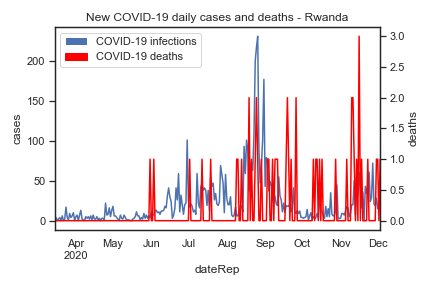 New COVID-19 daily cases and deaths - Rwanda
COVID-19 infections
COVID-19 deaths
cases
200
150
100
50
0
3.0
2.5
2.0
1.5
1.0
0.5
0.0
deaths
Apr May Jun Jul Aug Sep Oct Nov Dec
2020
dateRep